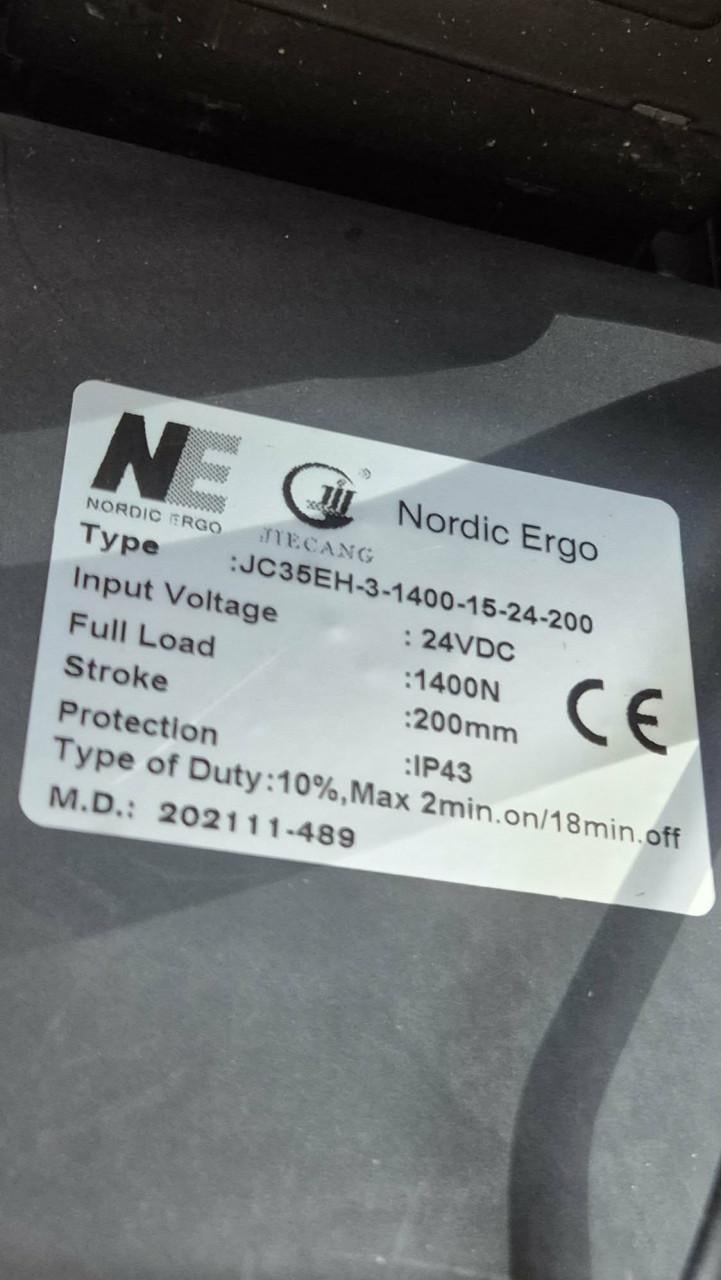 NE
NORDIC ERGO
JIECANG ®
Nordic Ergo
Type :JC35EH-3-1400-15-24-200
Input Voltage : 24VDC
Full Load :1400N
Stroke :200mm
Protection :IP43
Type of Duty:10%,Max 2min.on/18min.off
M.D.: 202111-489
CE